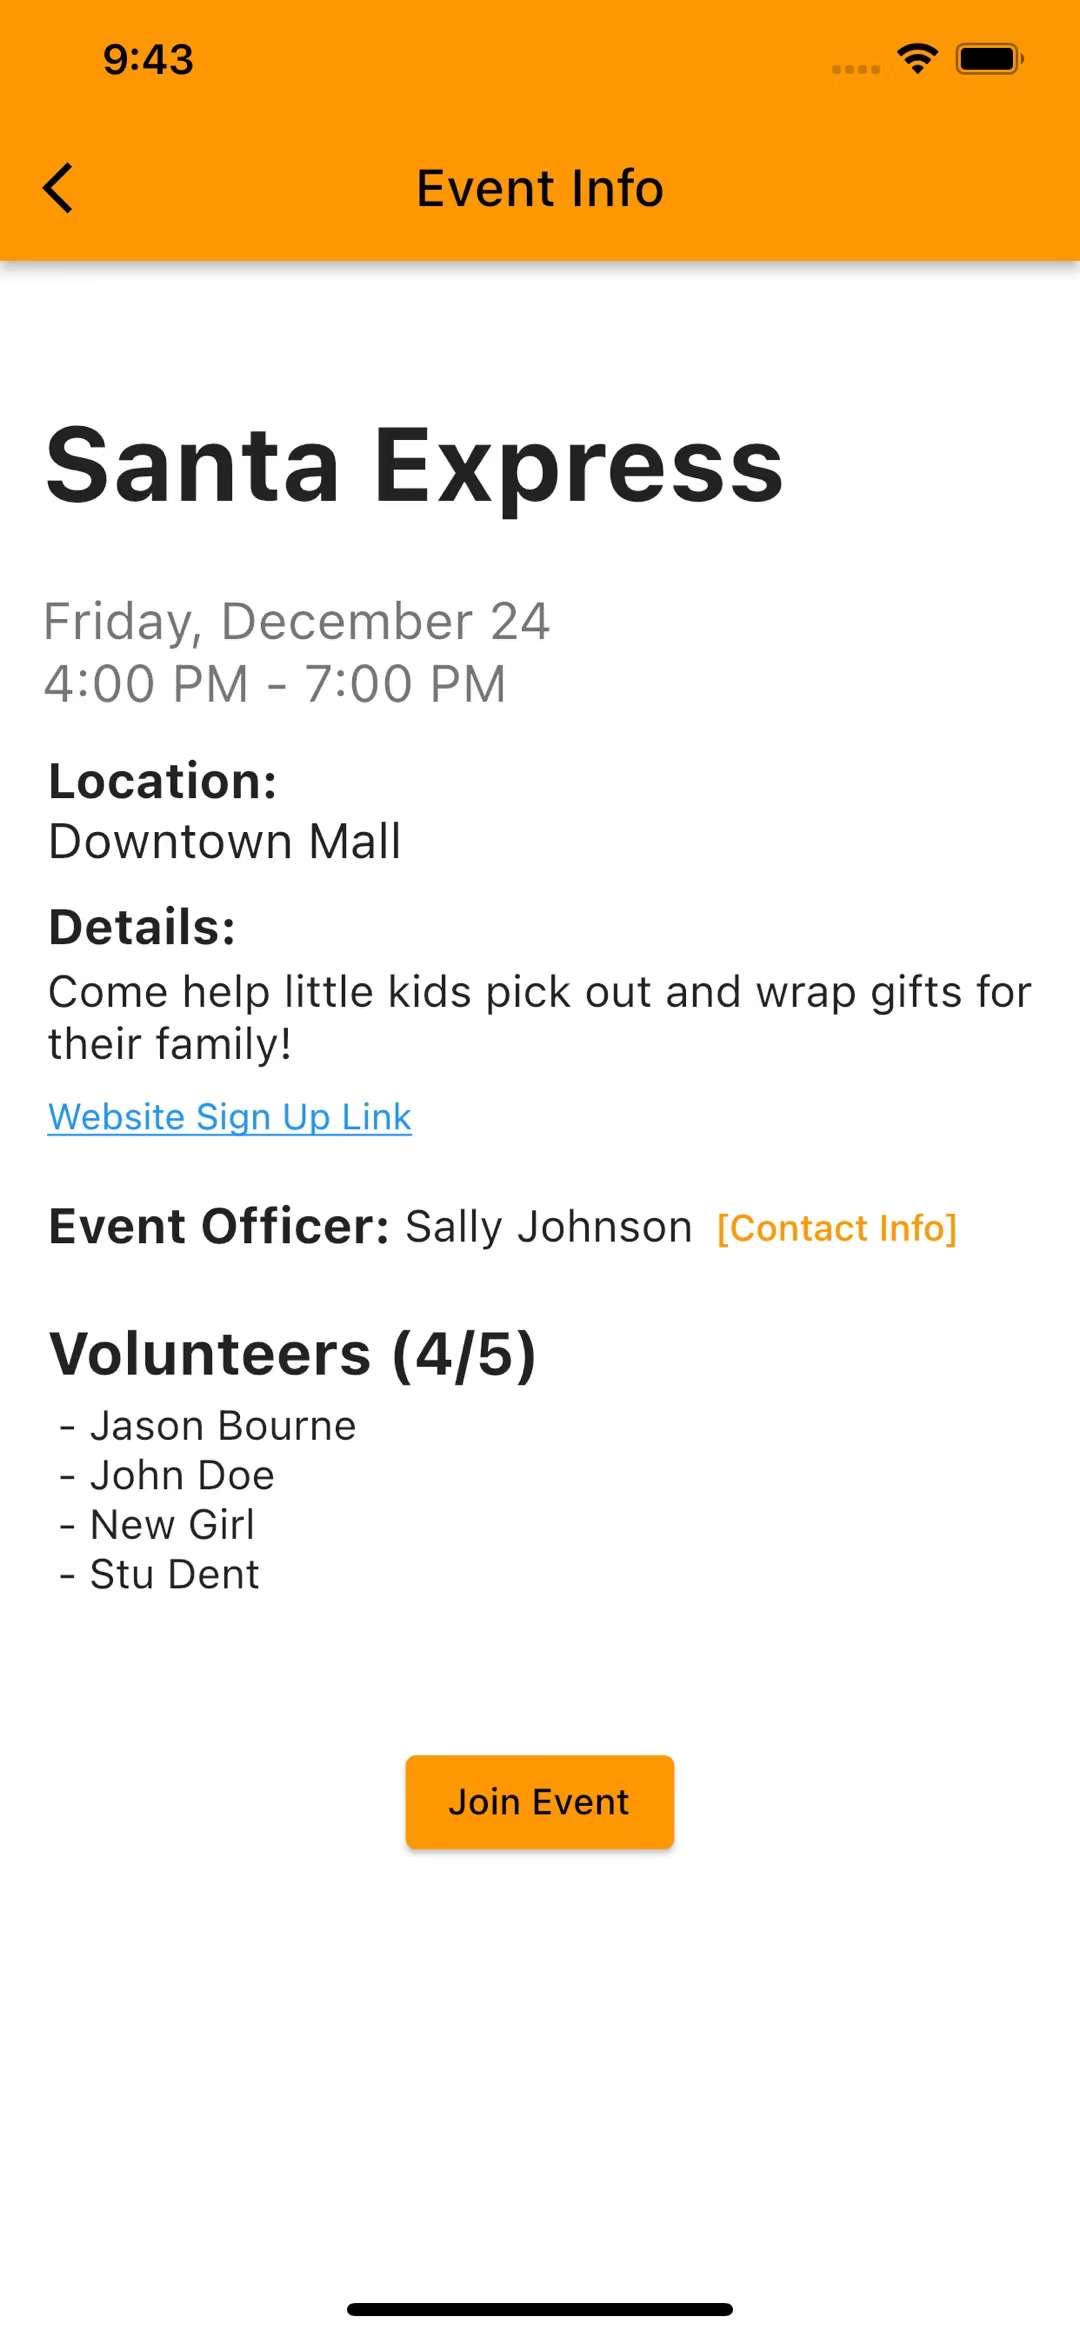 9:43
Event Info
Santa Express
Friday, December 24
4:00 PM - 7:00 PM
Location:
Downtown Mall
Details:
Come help little kids pick out and wrap gifts for
their family!
Website Sign Up Link
Event Officer: Sally Johnson [Contact Info]
Volunteers (4/5)
- Jason Bourne
- John Doe
- New Girl
- Stu Dent
Join Event